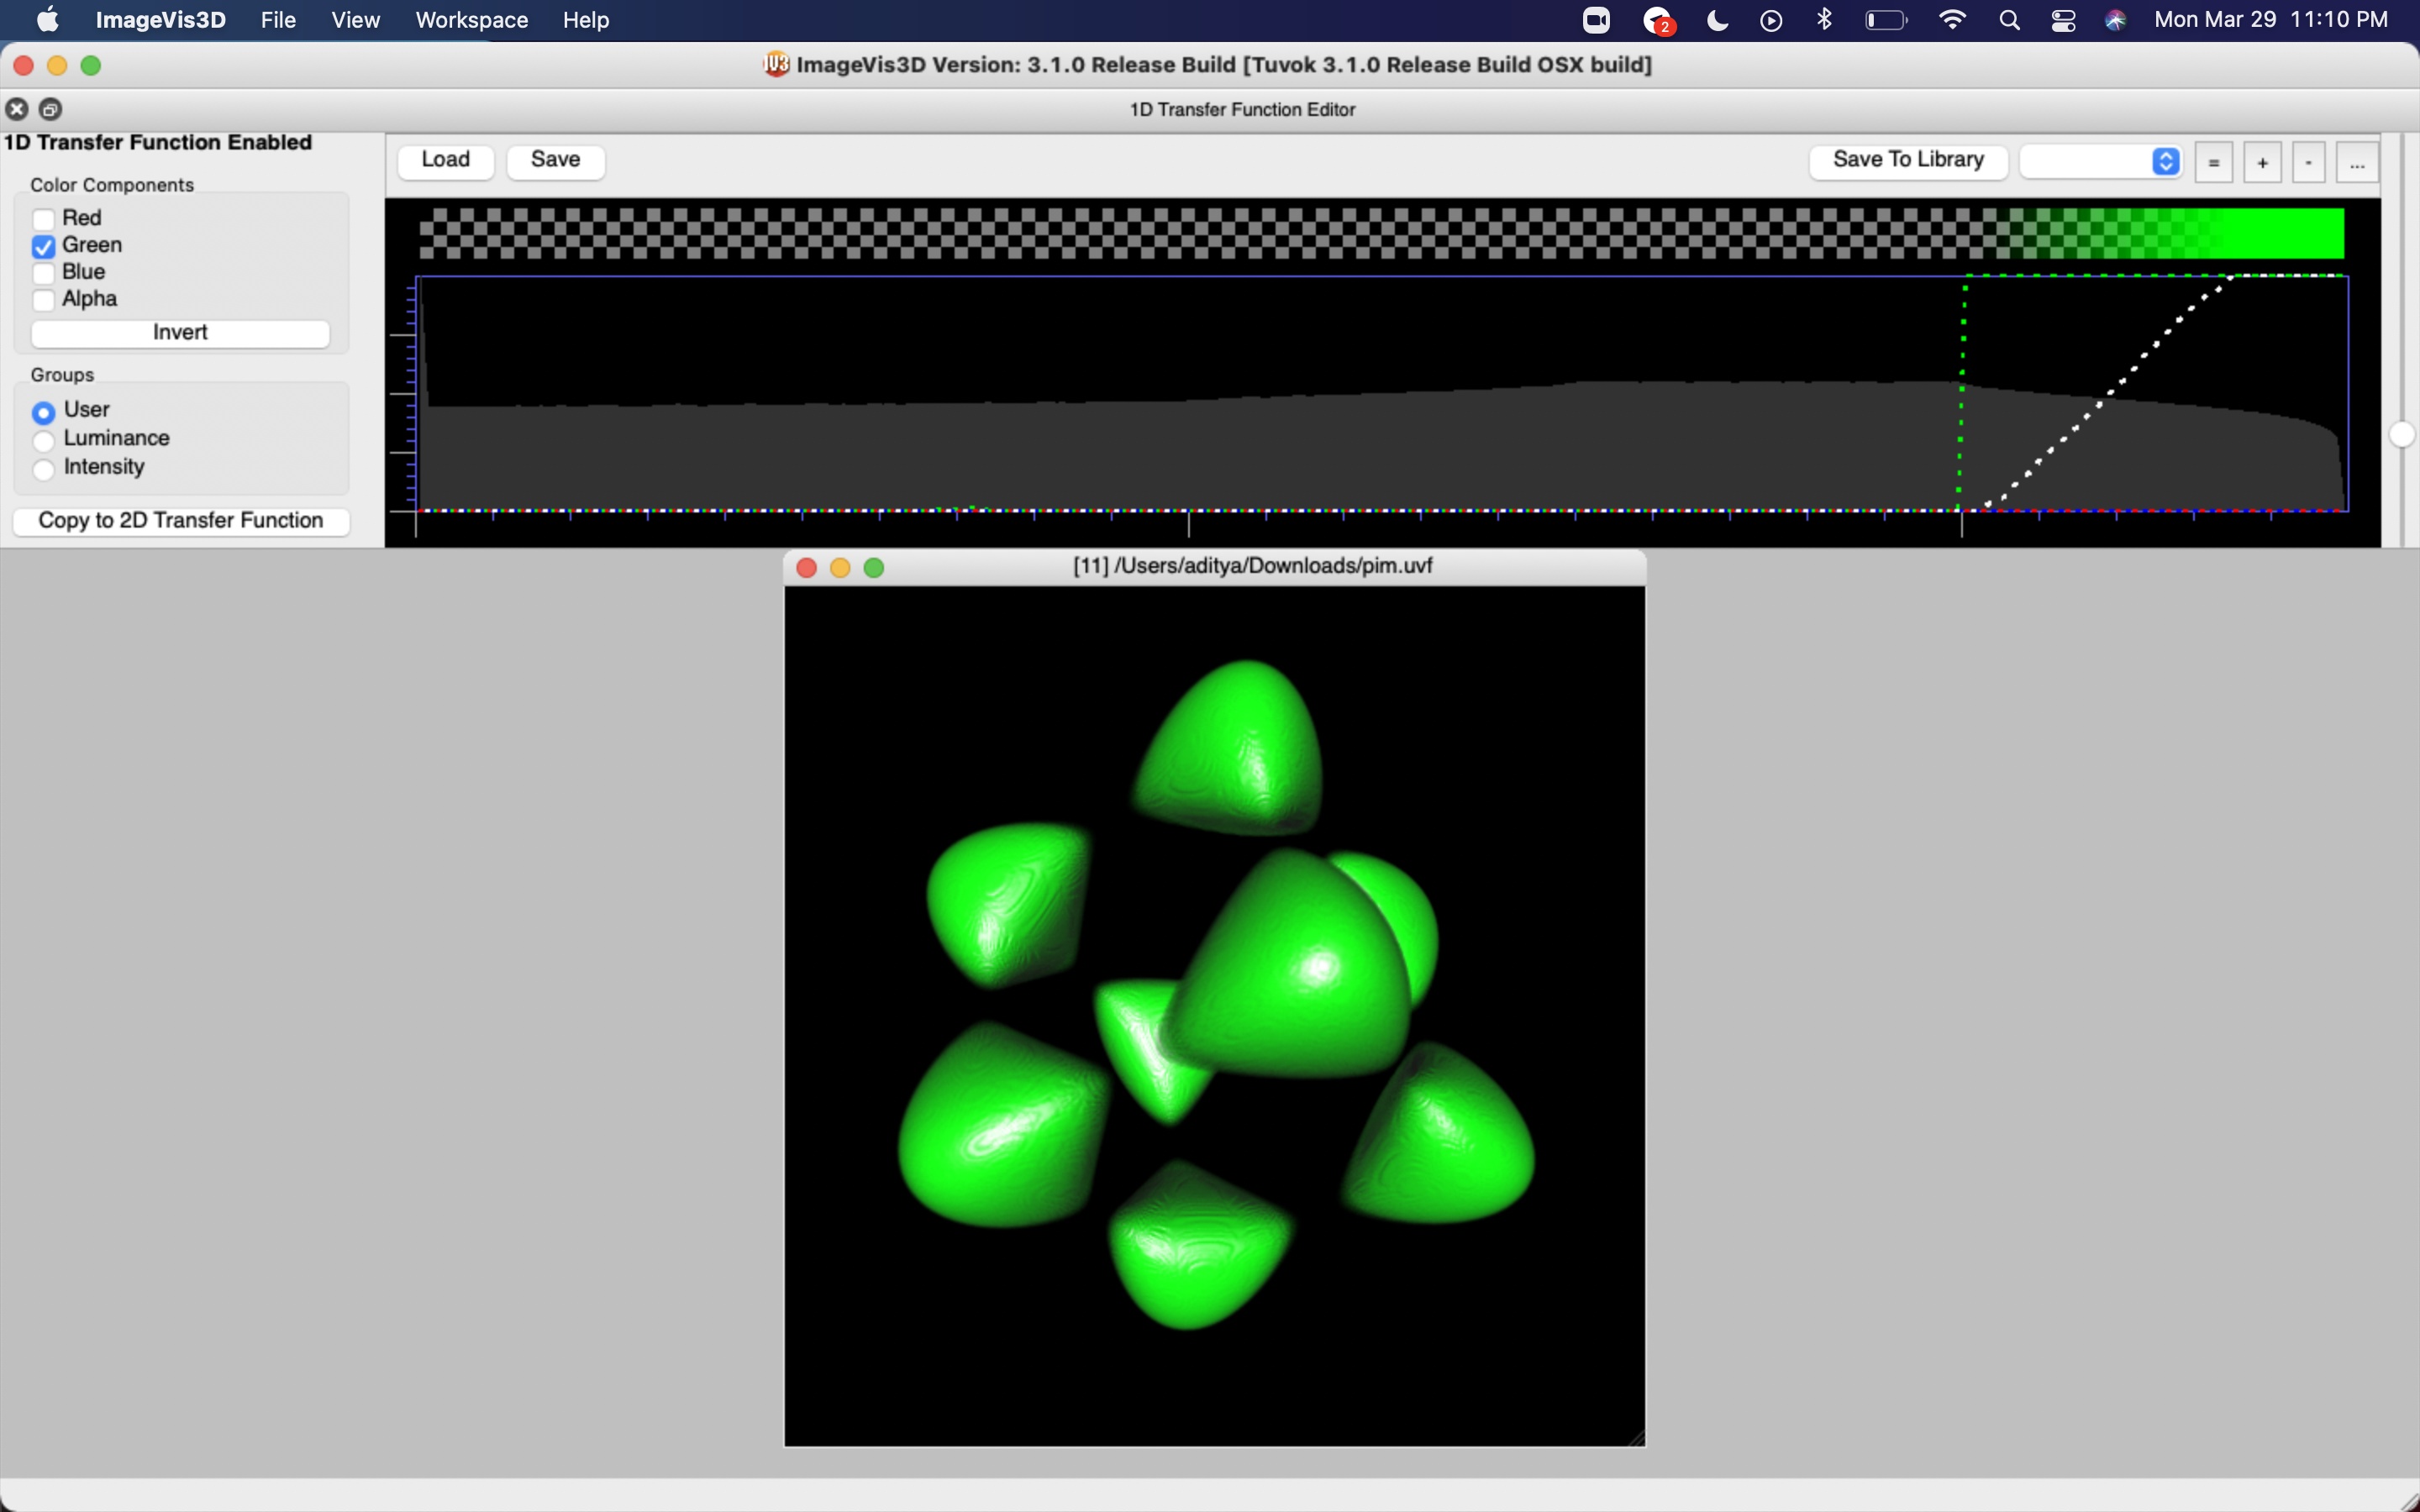 ImageVis3D File View Workspace Help 2 Mon Mar 29 11:10 PM
IV3 ImageVis3D Version: 3.1.0 Release Build [Tuvok 3.1.0 Release Build OSX build]
1D Transfer Function Editor
1D Transfer Function Enabled
Load Save Save To Library = + - ...
Color Components
Red
Green
Blue
Alpha
Invert
Groups
User
Luminance
Intensity
Copy to 2D Transfer Function
[11] /Users/aditya/Downloads/pim.uvf